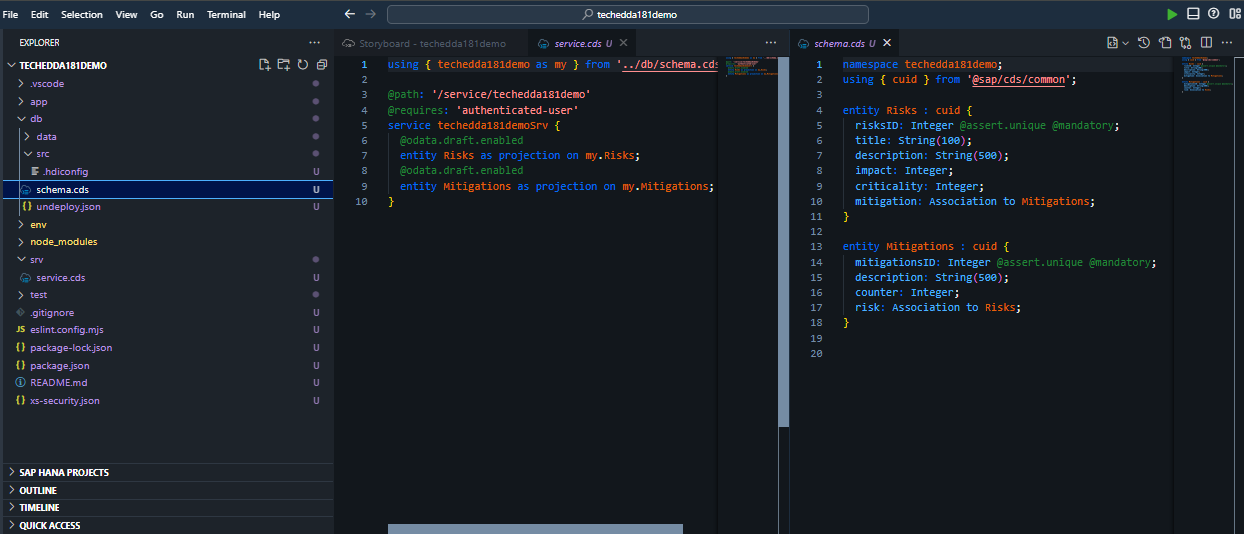 File Edit Selection View Go Run Terminal Help
techedda181demo
EXPLORER
TECHEDDA181DEMO
.vscode
app
db
data
src
.hdiconfig U
schema.cds U
undeploy.json U
env
node_modules
srv
service.cds U
test
.gitignore U
JS eslint.config.mjs U
{} package-lock.json U
{} package.json U
README.md U
{} xs-security.json U
SAP HANA PROJECTS
OUTLINE
TIMELINE
QUICK ACCESS
Storyboard - techedda181demo
service.cds U
1 using { techedda181demo as my } from '../db/schema.cds
2
3 @path: '/service/techedda181demo'
4 @requires: 'authenticated-user'
5 service techedda181demoSrv {
6 @odata.draft.enabled
7 entity Risks as projection on my.Risks;
8 @odata.draft.enabled
9 entity Mitigations as projection on my.Mitigations;
10 }
schema.cds U
1 namespace techedda181demo;
2 using { cuid } from '@sap/cds/common';
3
4 entity Risks : cuid {
5 risksID: Integer @assert.unique @mandatory;
6 title: String(100);
7 description: String(500);
8 impact: Integer;
9 criticality: Integer;
10 mitigation: Association to Mitigations;
11 }
12
13 entity Mitigations : cuid {
14 mitigationsID: Integer @assert.unique @mandatory;
15 description: String(500);
16 counter: Integer;
17 risk: Association to Risks;
18 }
19
20